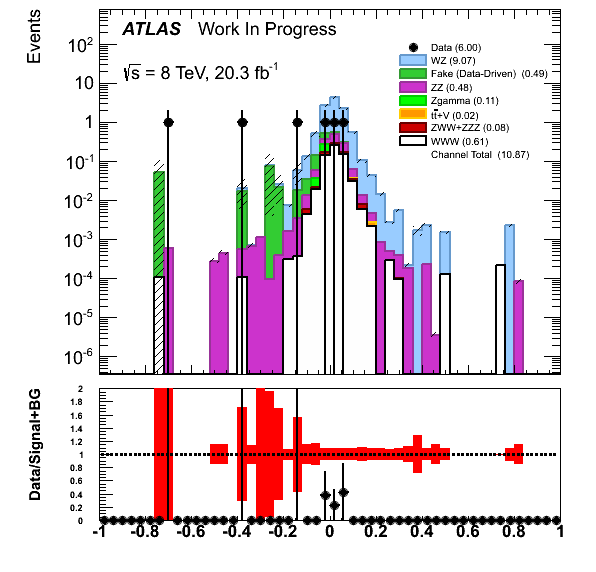 Events
ATLAS Work In Progress
√s = 8 TeV, 20.3 fb⁻¹
Data (6.00)
WZ (9.07)
Fake (Data-Driven) (0.49)
ZZ (0.48)
Zgamma (0.11)
tt̄+V (0.02)
ZWW+ZZZ (0.08)
WWW (0.61)
Channel Total (10.87)
10²
10
1
10⁻¹
10⁻²
10⁻³
10⁻⁴
10⁻⁵
10⁻⁶
Data/Signal+BG
2
1.8
1.6
1.4
1.2
1
0.8
0.6
0.4
0.2
0
-1 -0.8 -0.6 -0.4 -0.2 0 0.2 0.4 0.6 0.8 1